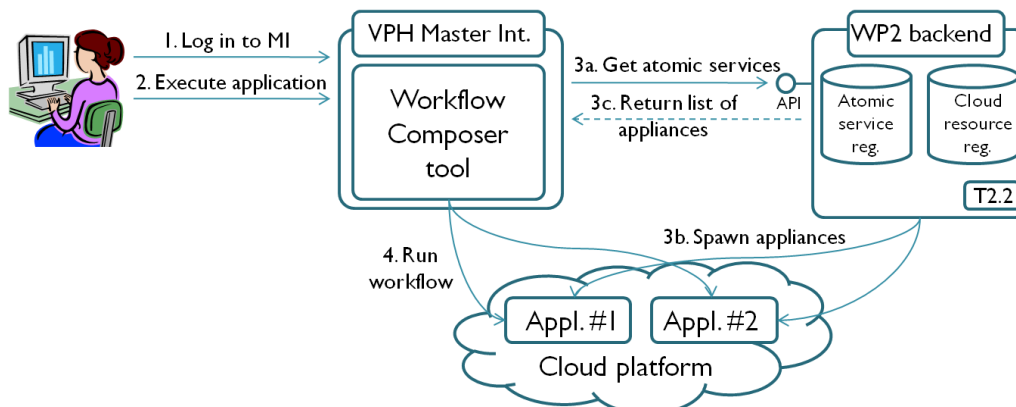 1. Log in to MI
2. Execute application
VPH Master Int.
Workflow
Composer
tool
3a. Get atomic services
3c. Return list of
appliances
API
WP2 backend
Atomic
service
reg.
Cloud
resource
reg.
T2.2
4. Run
workflow
3b. Spawn appliances
Appl. #1
Appl. #2
Cloud platform